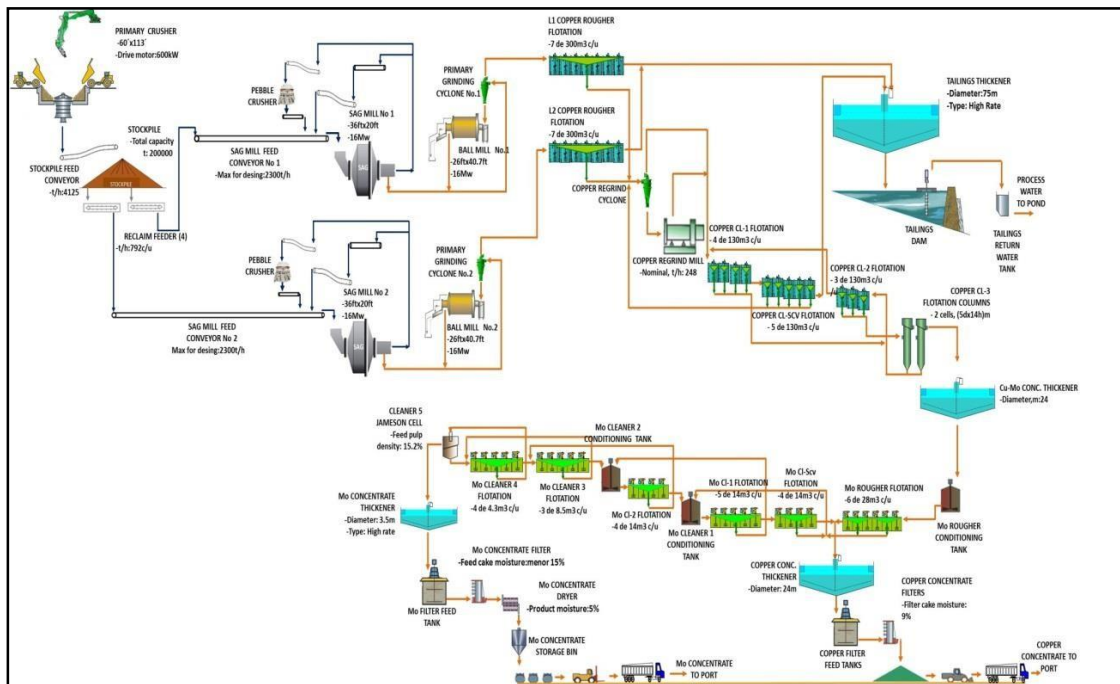 PRIMARY CRUSHER
-60´x113´
-Drive motor:600kW
STOCKPILE
-Total capacity
t: 200000
STOCKPILE FEED
CONVEYOR
-t/h:4125
STOCKPILE
RECLAIM FEEDER (4)
-t/h:792c/u
PEBBLE
CRUSHER
SAG MILL FEED
CONVEYOR No 1
-Max for desing:2300t/h
SAG MILL No 1
-36ftx20ft
-16Mw
SAG
PRIMARY
GRINDING
CYCLONE No.1
BALL MILL No.1
-26ftx40.7ft
-16Mw
PEBBLE
CRUSHER
SAG MILL FEED
CONVEYOR No 2
Max for desing:2300t/h
SAG MILL No 2
-36ftx20ft
-16Mw
PRIMARY
GRINDING
CYCLONE No.2
BALL MILL No.2
-26ftx40.7ft
-16Mw
L1 COPPER ROUGHER
FLOTATION
-7 de 300m3 c/u
L2 COPPER ROUGHER
FLOTATION
-7 de 300m3 c/u
COPPER REGRIND
CYCLONE
COPPER REGRIND MILL
-Nominal, t/h: 248
COPPER CL-1 FLOTATION
- 4 de 130m3 c/u
COPPER CL-SCV FLOTATION
- 5 de 130m3 c/u
COPPER CL-2 FLOTATION
- 3 de 130m3 c/u
COPPER CL-3
FLOTATION COLUMNS
- 2 cells, (5dx14h)m
TAILINGS THICKENER
-Diameter:75m
-Type: High Rate
TAILINGS
DAM
TAILINGS
RETURN
WATER
TANK
PROCESS
WATER
TO POND
Cu-Mo CONC. THICKENER
-Diameter,m:24
CLEANER 5
JAMESON CELL
-Feed pulp
density: 15.2%
Mo CLEANER 4
FLOTATION
-4 de 4.3m3 c/u
Mo CLEANER 3
FLOTATION
-3 de 8.5m3 c/u
Mo CLEANER 2
CONDITIONING TANK
Mo Cl-2 FLOTATION
-4 de 14m3 c/u
Mo CLEANER 1
CONDITIONING
TANK
Mo Cl-1 FLOTATION
-5 de 14m3 c/u
Mo Cl-Scv
FLOTATION
-4 de 14m3 c/u
Mo ROUGHER FLOTATION
-6 de 28m3 c/u
Mo ROUGHER
CONDITIONING
TANK
Mo CONCENTRATE
THICKENER
-Diameter: 3.5m
-Type: High rate
Mo CONCENTRATE FILTER
-Feed cake moisture:menor 15%
Mo FILTER FEED
TANK
Mo CONCENTRATE
DRYER
-Product moisture:5%
Mo CONCENTRATE
STORAGE BIN
Mo CONCENTRATE
TO PORT
COPPER CONC.
THICKENER
-Diameter: 24m
COPPER CONCENTRATE
FILTERS
-Filter cake moisture:
9%
COPPER FILTER
FEED TANKS
COPPER
CONCENTRATE TO
PORT